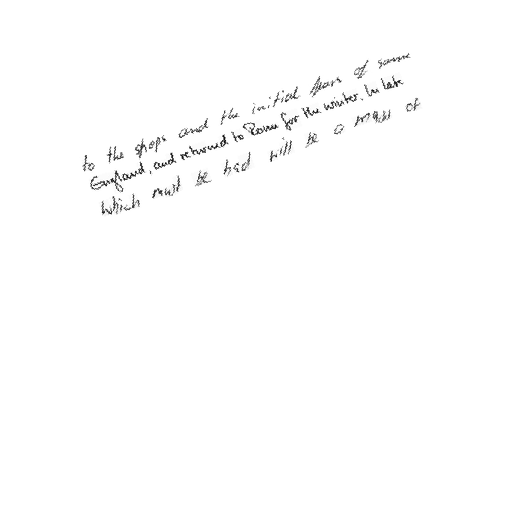 to the shops and the initial fears of some
England, and returned to Rome for the winter. In late
which must be had will be a mass of